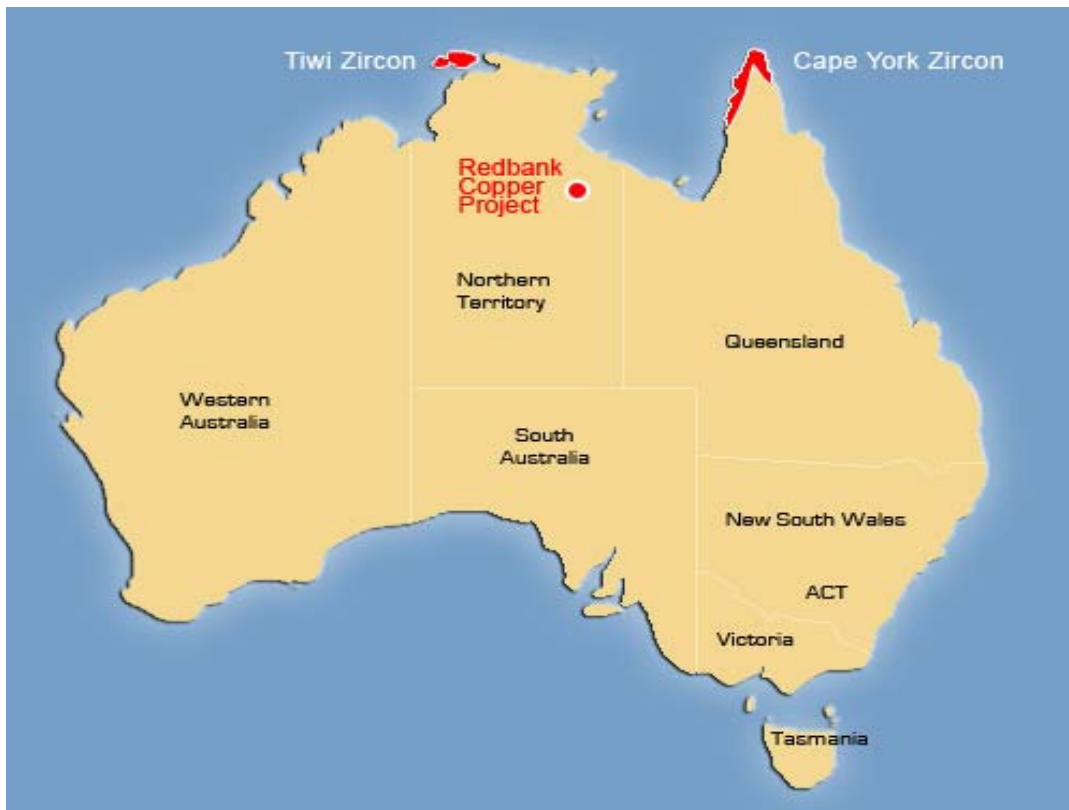 Tiwi Zircon
Cape York Zircon
Redbank
Copper
Project
Northern
Territory
Queensland
Western
Australia
South
Australia
New South Wales
ACT
Victoria
Tasmania